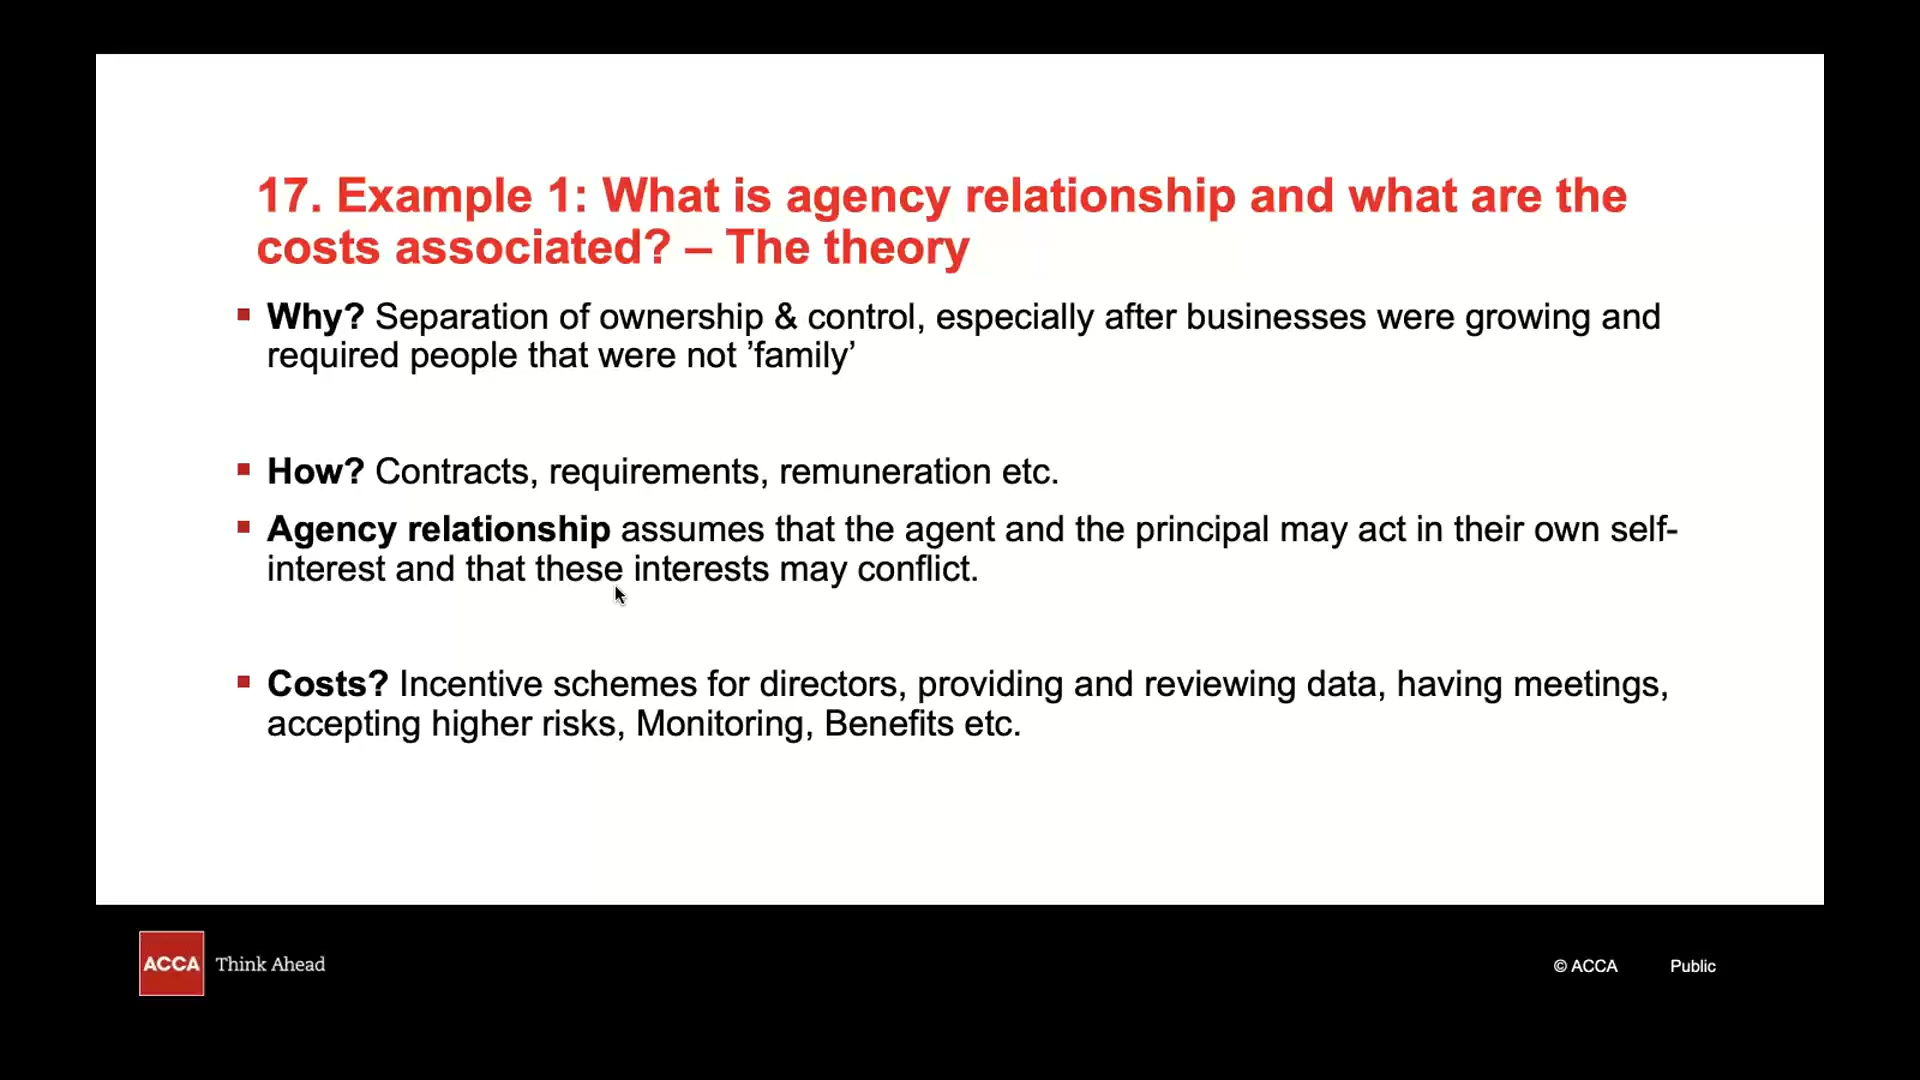 17. Example 1: What is agency relationship and what are the
costs associated? – The theory
▪ Why? Separation of ownership & control, especially after businesses were growing and
required people that were not ’family’
▪ How? Contracts, requirements, remuneration etc.
▪ Agency relationship assumes that the agent and the principal may act in their own self-
interest and that these interests may conflict.
▪ Costs? Incentive schemes for directors, providing and reviewing data, having meetings,
accepting higher risks, Monitoring, Benefits etc.
ACCA Think Ahead
© ACCA Public